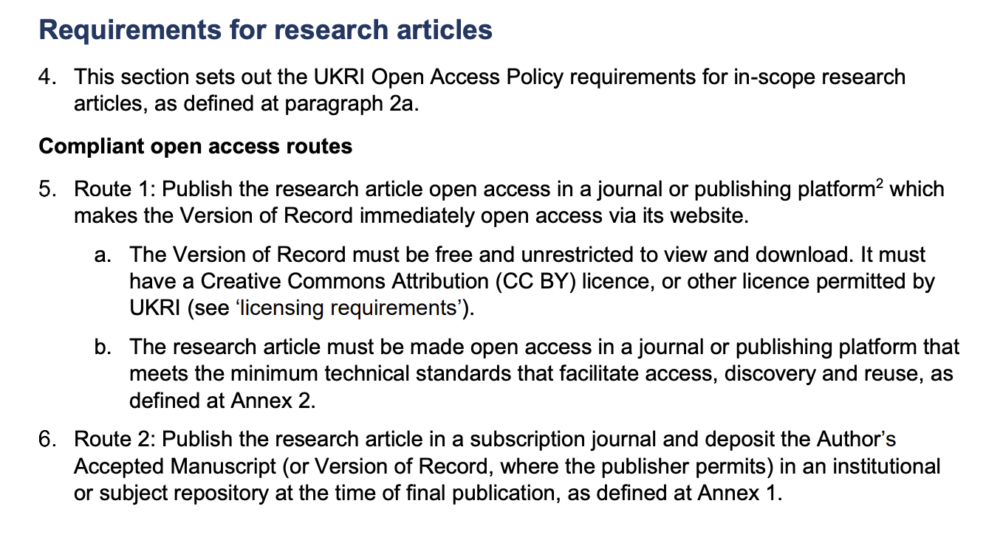 Requirements for research articles
4. This section sets out the UKRI Open Access Policy requirements for in-scope research
articles, as defined at paragraph 2a.
Compliant open access routes
5. Route 1: Publish the research article open access in a journal or publishing platform² which
makes the Version of Record immediately open access via its website.
a. The Version of Record must be free and unrestricted to view and download. It must
have a Creative Commons Attribution (CC BY) licence, or other licence permitted by
UKRI (see ‘licensing requirements’).
b. The research article must be made open access in a journal or publishing platform that
meets the minimum technical standards that facilitate access, discovery and reuse, as
defined at Annex 2.
6. Route 2: Publish the research article in a subscription journal and deposit the Author’s
Accepted Manuscript (or Version of Record, where the publisher permits) in an institutional
or subject repository at the time of final publication, as defined at Annex 1.